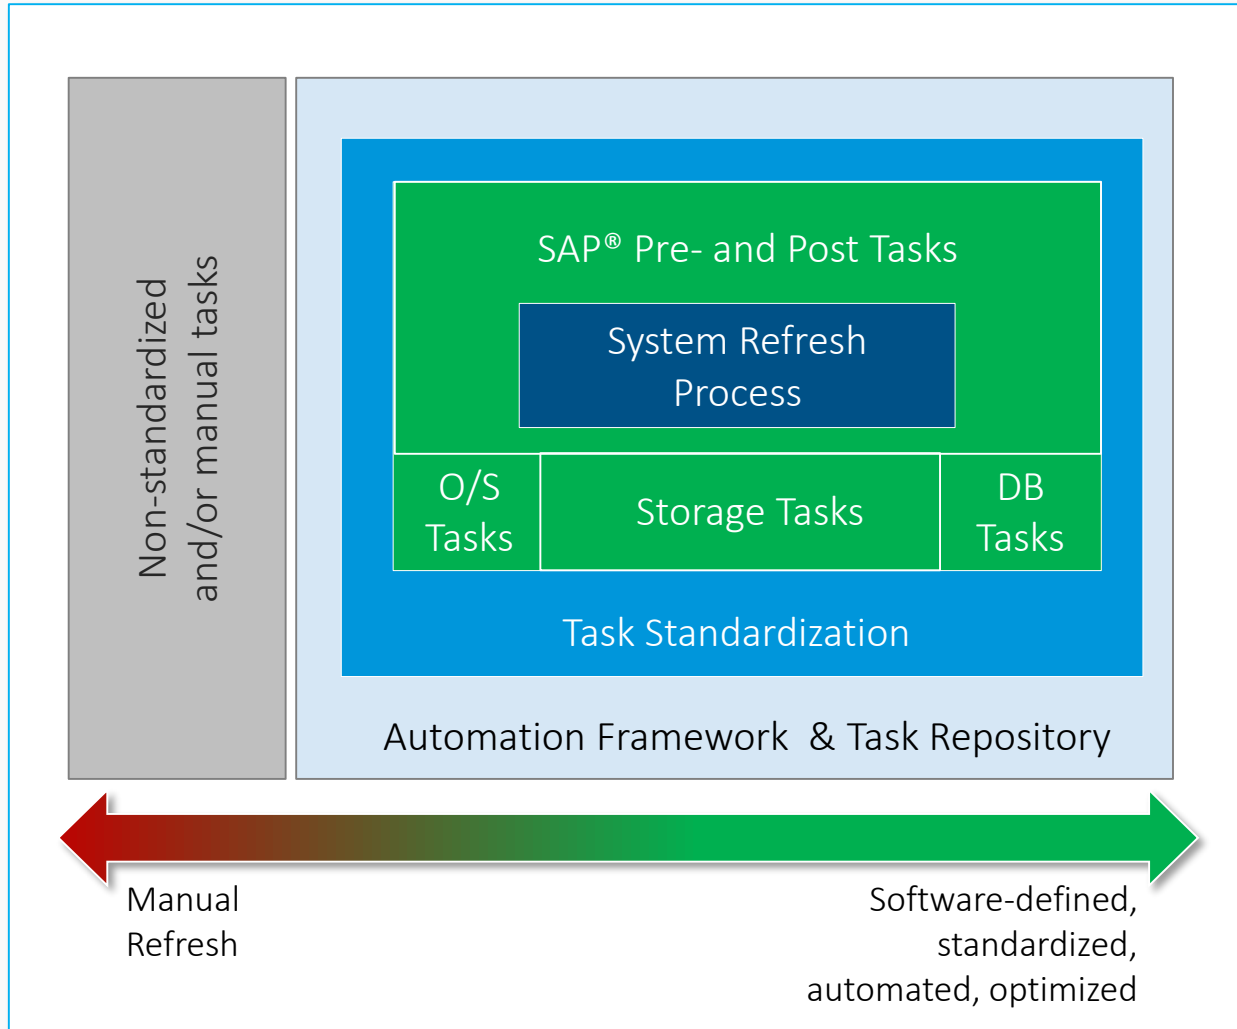 Non-standardized
and/or manual tasks
SAP® Pre- and Post Tasks
System Refresh
Process
O/S
Tasks
Storage Tasks
DB
Tasks
Task Standardization
Automation Framework  & Task Repository
Manual
Refresh
Software-defined,
standardized,
automated, optimized